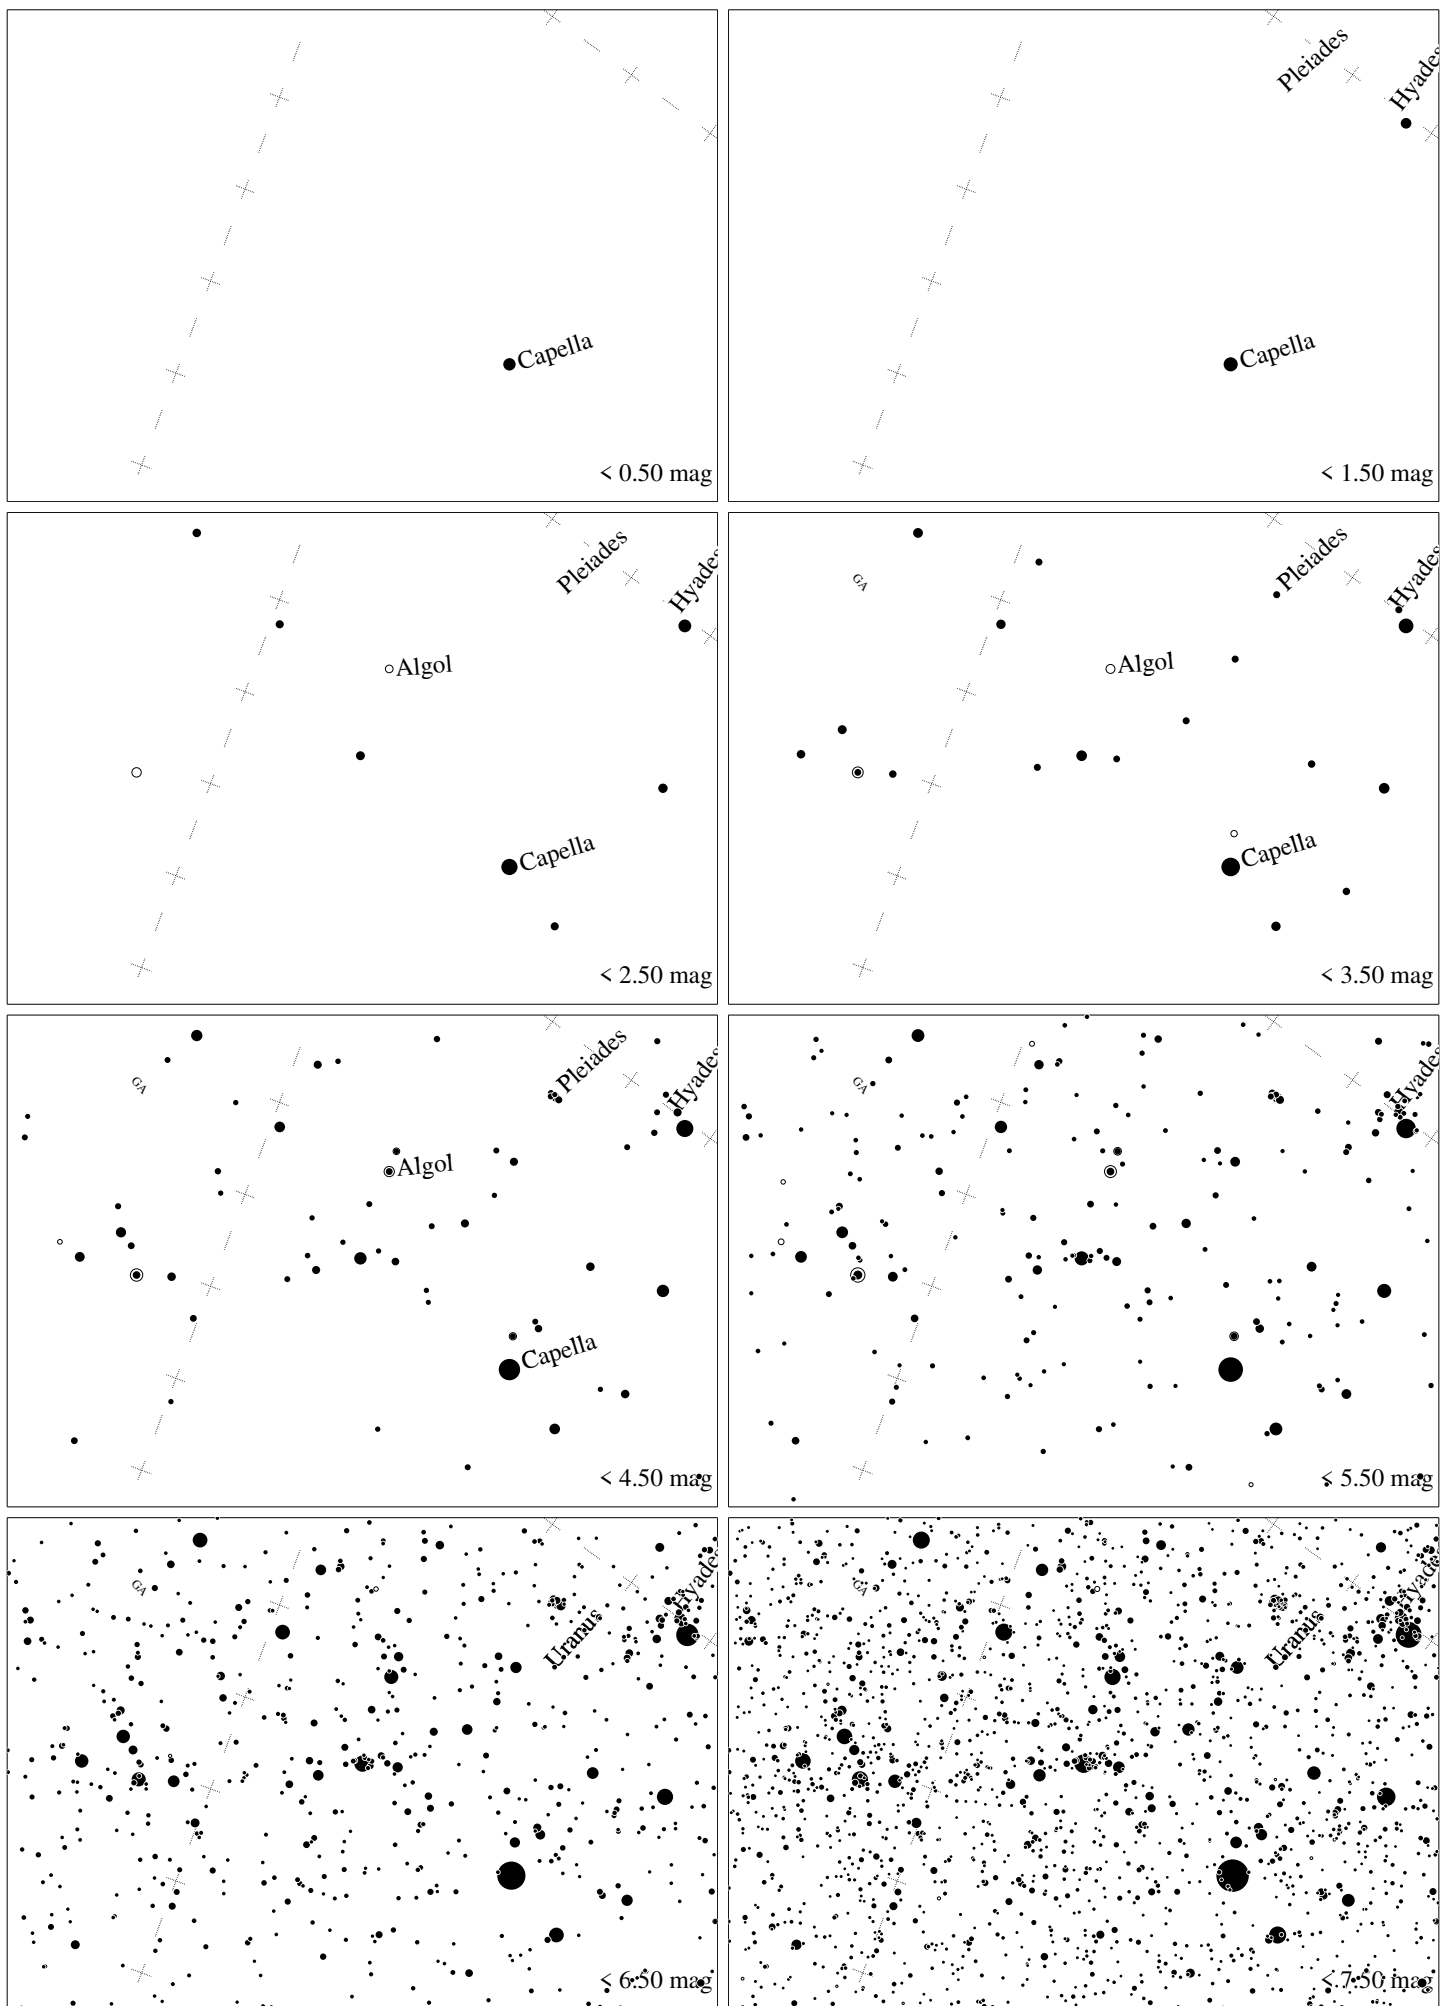 Capella
< 0.50 mag
Pleiades
Hyades
Capella
< 1.50 mag
Pleiades
Hyades
Algol
Capella
< 2.50 mag
Pleiades
Hyades
GA
Algol
Capella
< 3.50 mag
Pleiades
Hyades
GA
Algol
Capella
< 4.50 mag
Hyades
GA
< 5.50 mag
Hyades
GA
Uranus
< 6.50 mag
Hyades
GA
Uranus
< 7.50 mag